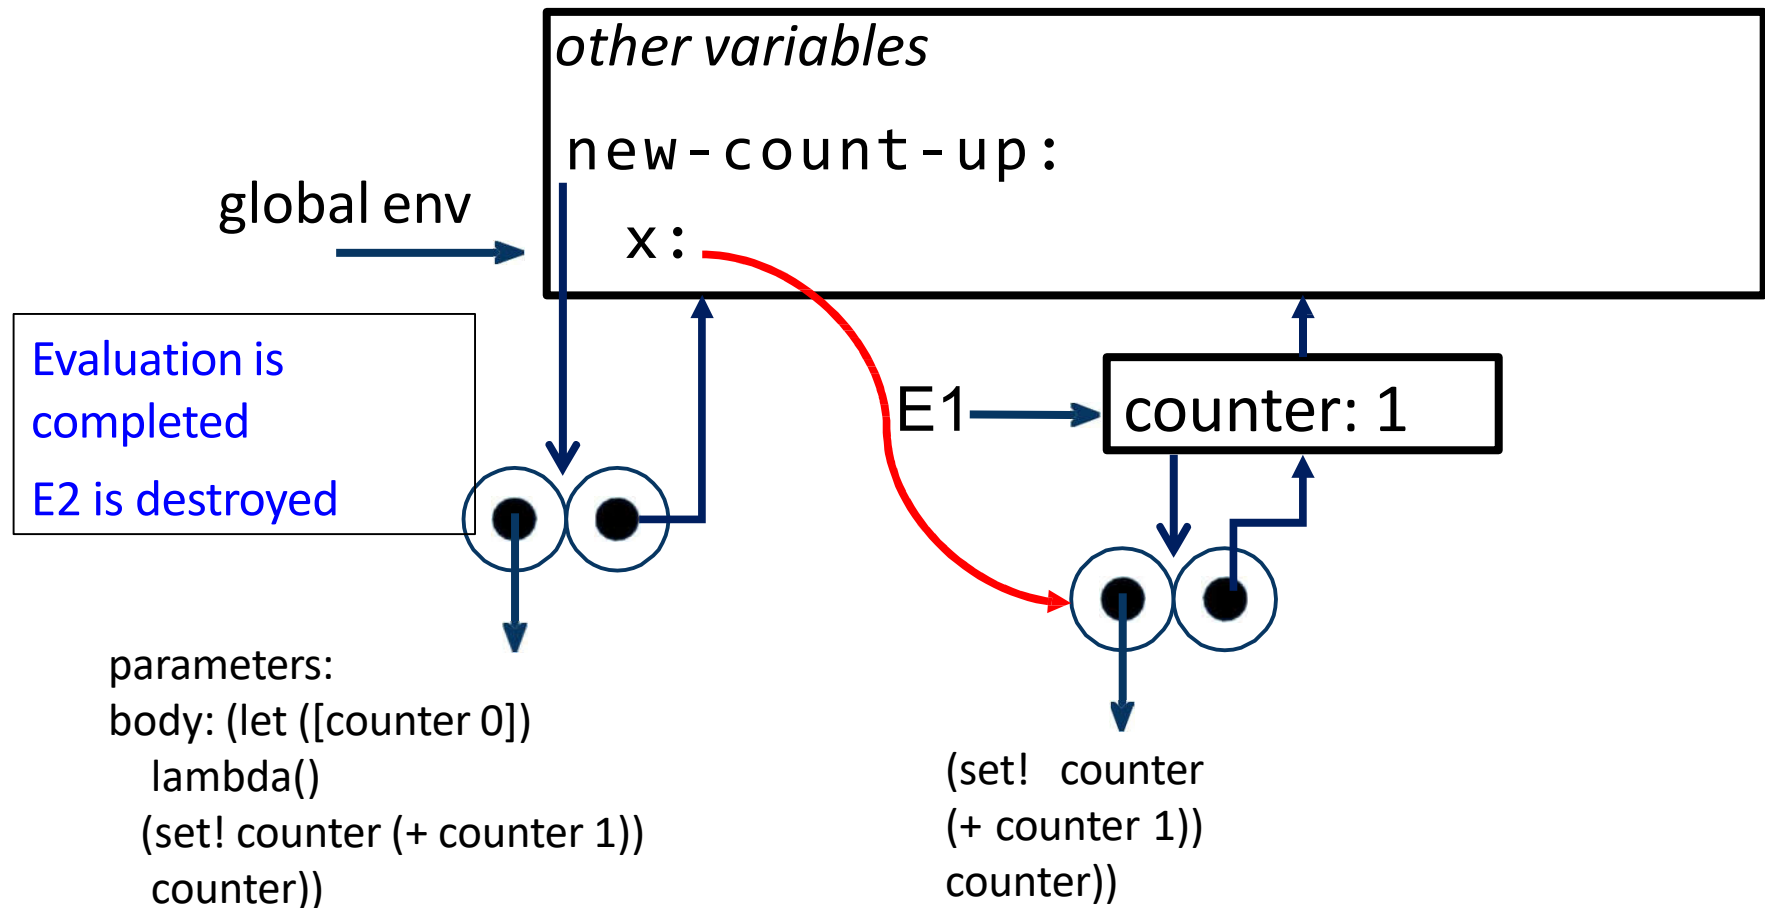 other variables
new-count-up:
global env
x:
Evaluation is
completed
E2 is destroyed
E1
counter: 1
parameters:
body: (let ([counter 0])
lambda()
(set! counter (+ counter 1))
counter))
(set! counter
(+ counter 1))
counter))